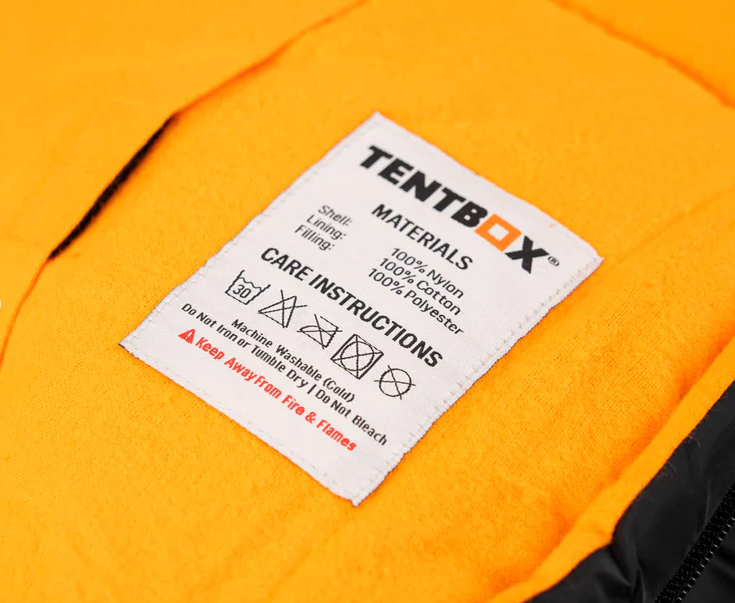 TENTBOX®
MATERIALS
Shell: 100% Nylon
Lining: 100% Cotton
Filling: 100% Polyester
CARE INSTRUCTIONS
30
Machine Washable (Cold)
Do Not Iron or Tumble Dry | Do Not Bleach
Keep Away From Fire & Flames